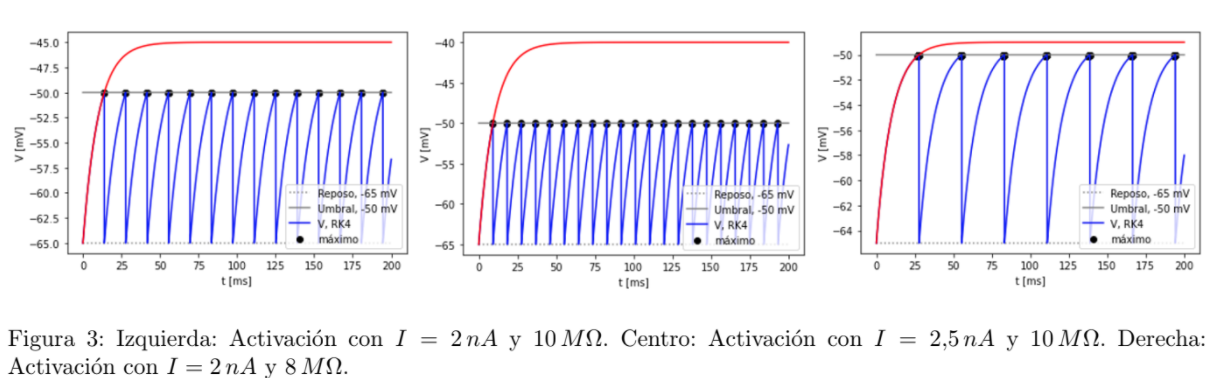 −45.0
−47.5
−50.0
−52.5
−55.0
−57.5
−60.0
−62.5
−65.0
V [mV]
0 25 50 75 100 125 150 175 200
t [ms]
Reposo, -65 mV
Umbral, -50 mV
V, RK4
máximo
−40
−45
−50
−55
−60
−65
V [mV]
0 25 50 75 100 125 150 175 200
t [ms]
Reposo, -65 mV
Umbral, -50 mV
V, RK4
máximo
−50
−52
−54
−56
−58
−60
−62
−64
V [mV]
0 25 50 75 100 125 150 175 200
t [ms]
Reposo, -65 mV
Umbral, -50 mV
V, RK4
máximo
Figura 3: Izquierda: Activación con I = 2 nA y 10 MΩ. Centro: Activación con I = 2,5 nA y 10 MΩ. Derecha:
Activación con I = 2 nA y 8 MΩ.